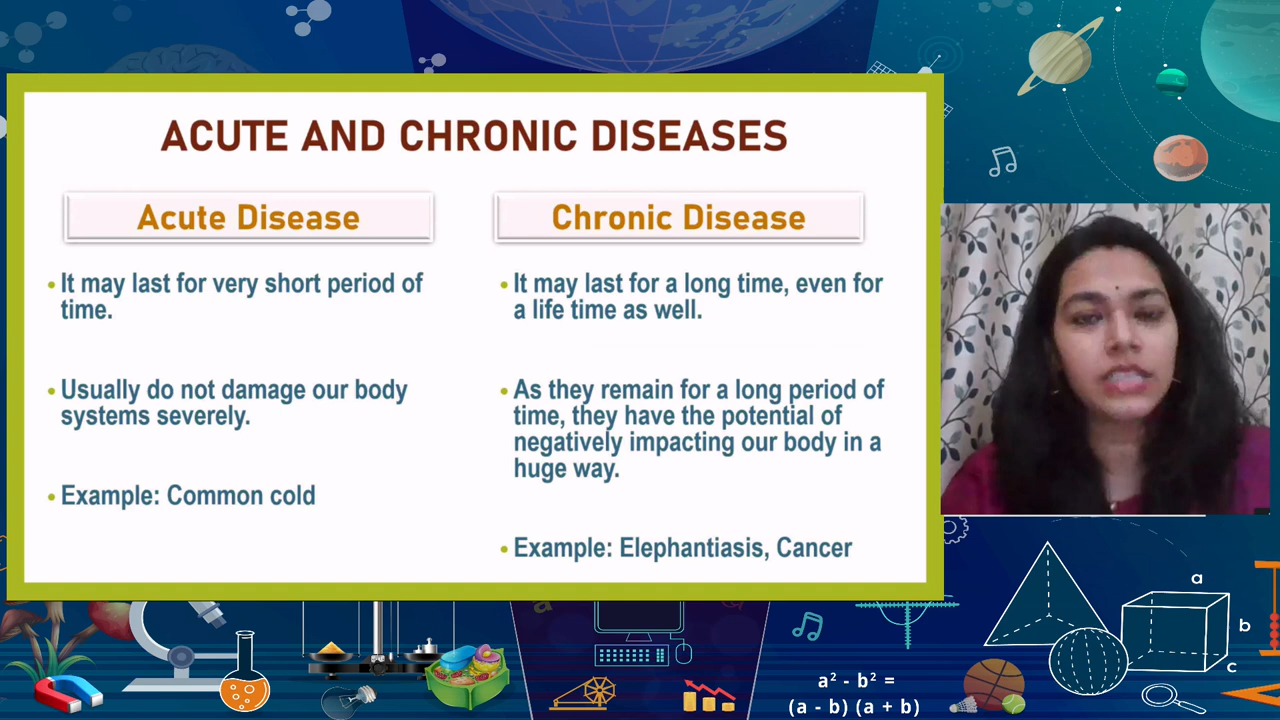 ACUTE AND CHRONIC DISEASES
Acute Disease
• It may last for very short period of
time.
• Usually do not damage our body
systems severely.
• Example: Common cold
Chronic Disease
• It may last for a long time, even for
a life time as well.
• As they remain for a long period of
time, they have the potential of
negatively impacting our body in a
huge way.
• Example: Elephantiasis, Cancer
a
a
b
c
a² - b² =
(a - b) (a + b)